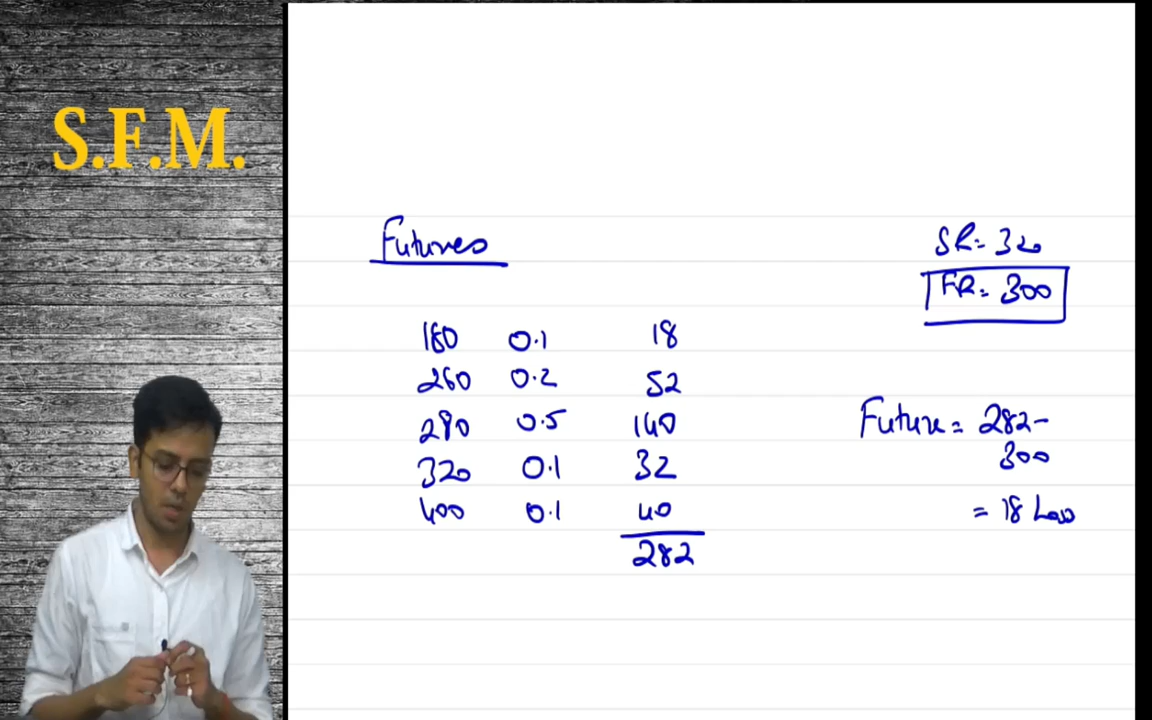 S.F.M.
Futures
SR = 320
FR = 300
180 0.1 18
260 0.2 52
280 0.5 140
320 0.1 32
400 0.1 40
282
Future = 282-
300
= 18 Loss